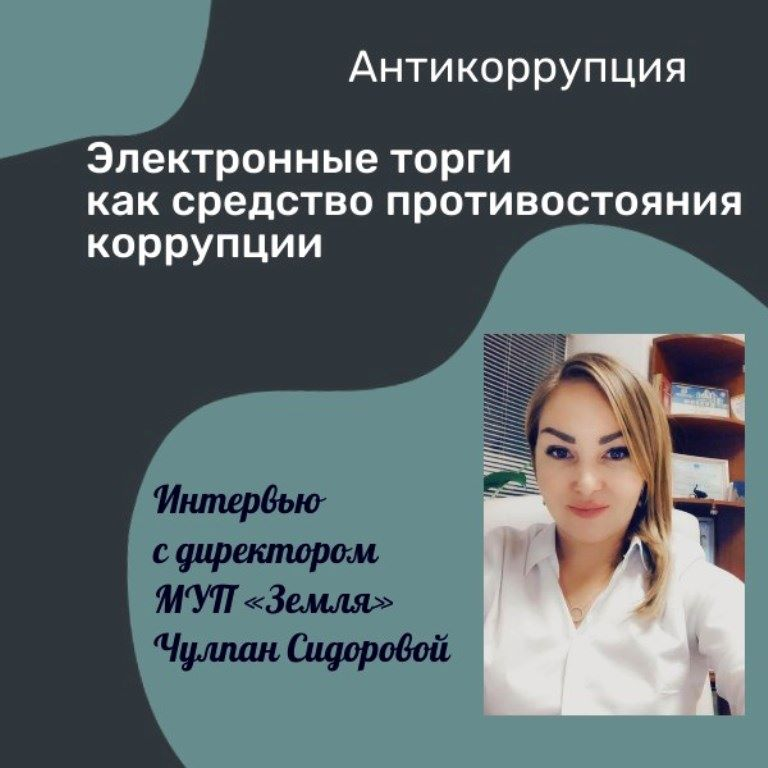 Антикоррупция
Электронные торги
как средство противостояния
коррупции
Интервью
с директором
МУП «Земля»
Чулпан Сидоровой